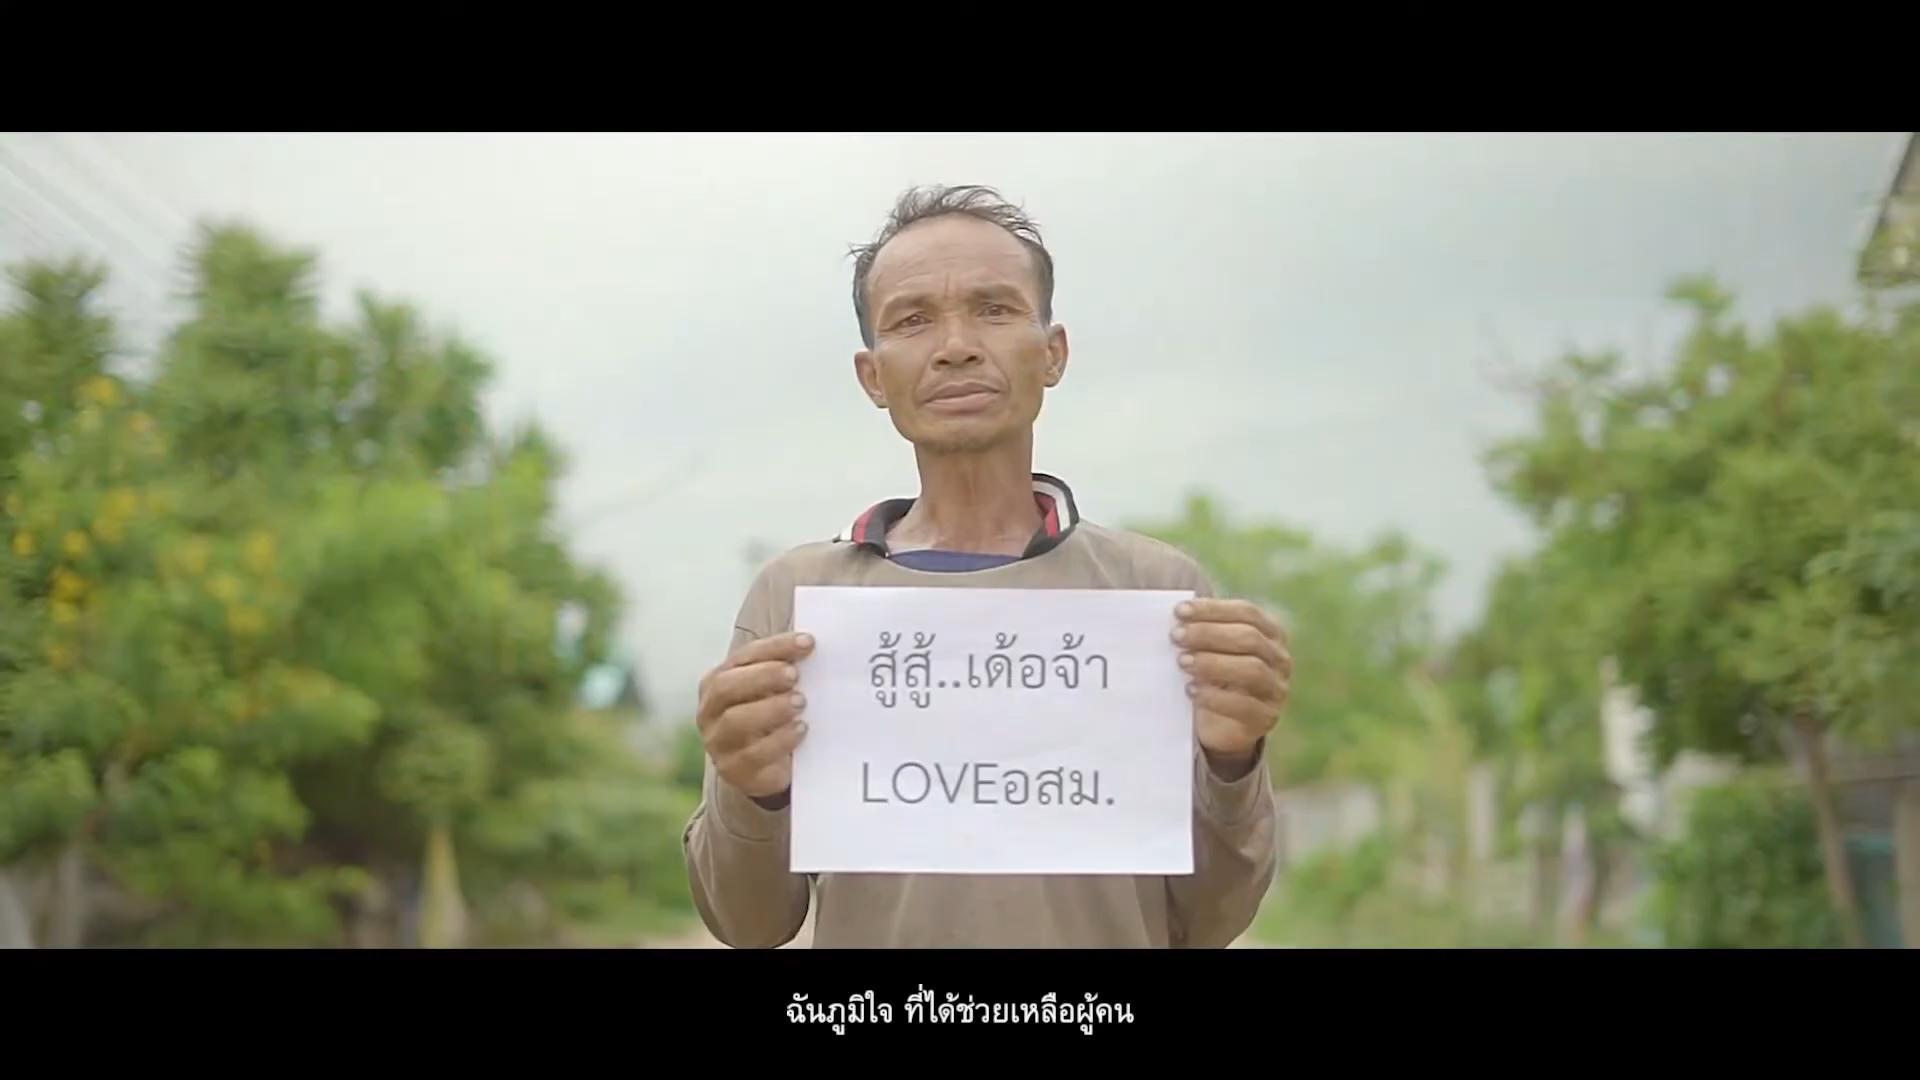 สู้สู้..เด้อจ้า
LOVEอสม.
ฉันภูมิใจ ที่ได้ช่วยเหลือผู้คน